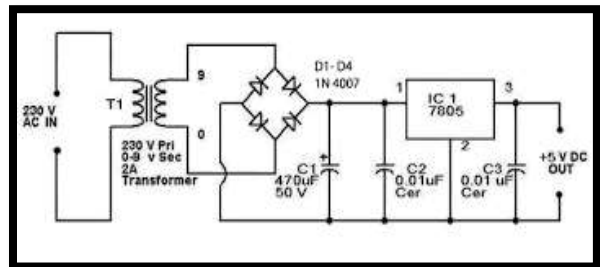 230 V
AC IN
T1
9
0
230 V Pri
0-9 v Sec
2A
Transformer
D1-D4
1N 4007
1
IC 1
7805
3
2
+
C1
470uF
50 V
C2
0.01uF
Cer
C3
0.01 uF
Cer
+5 V DC
OUT